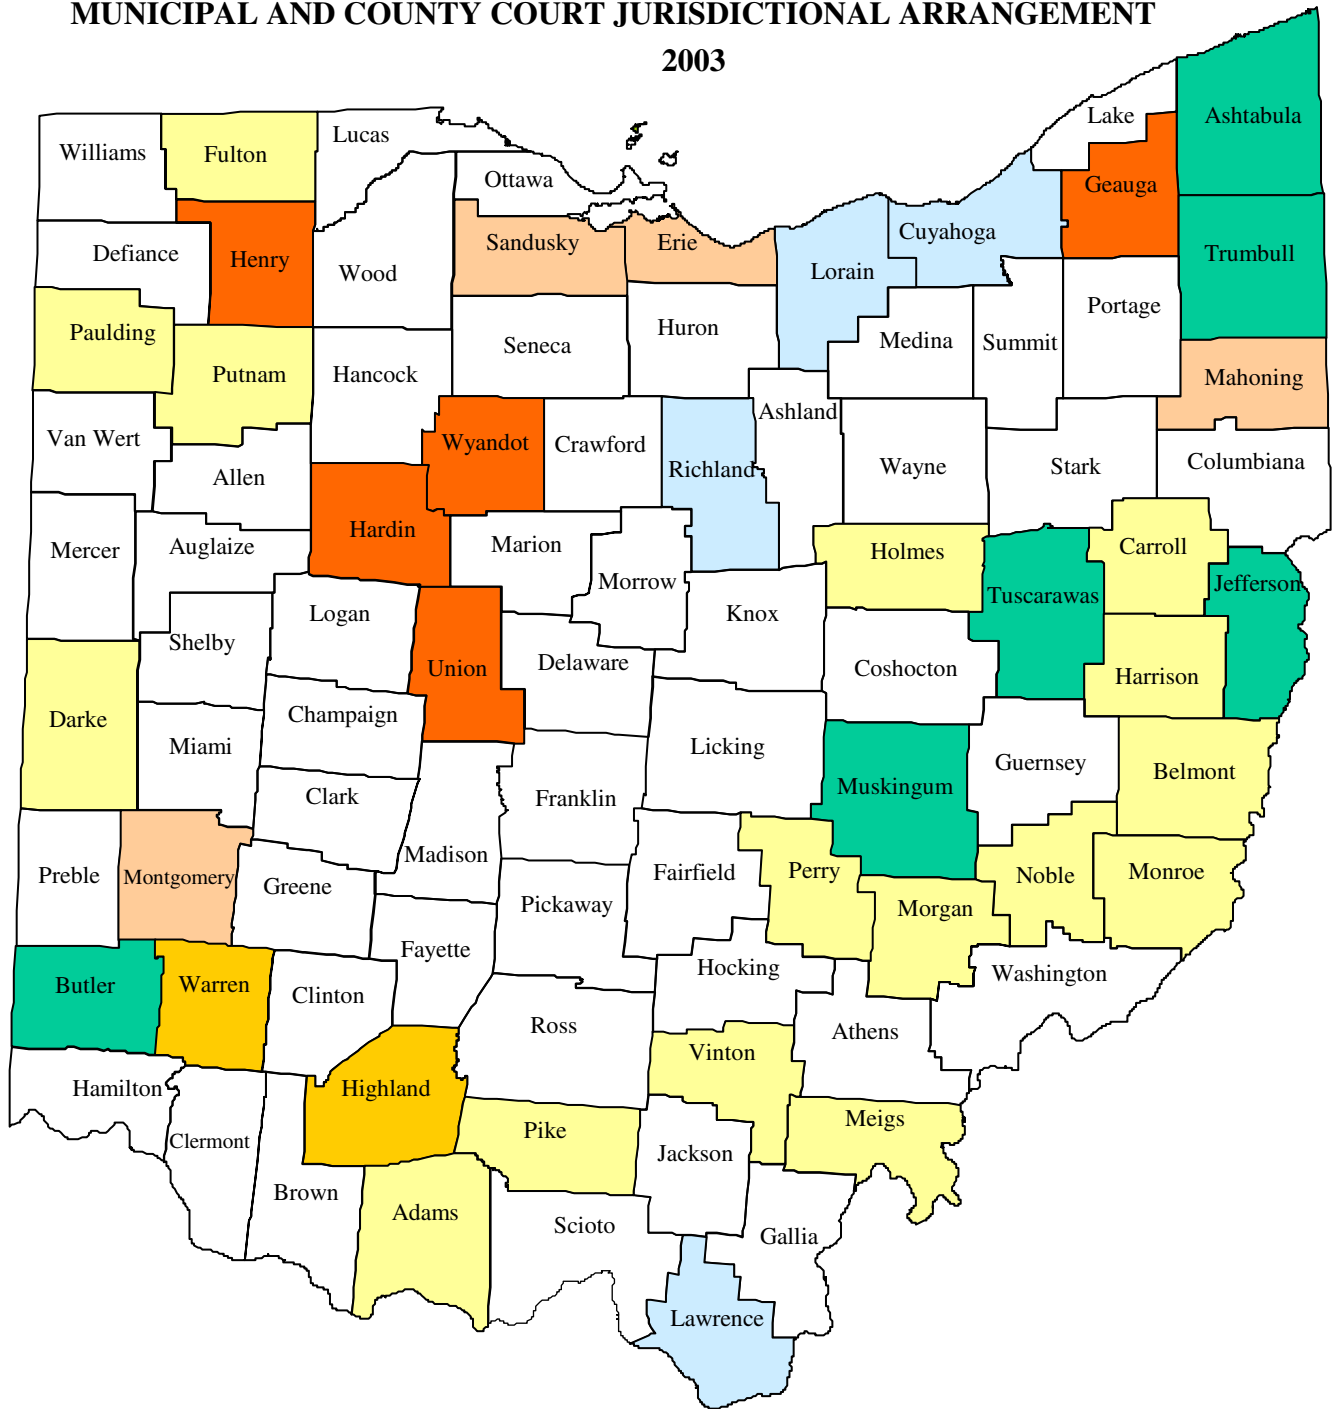 MUNICIPAL AND COUNTY COURT JURISDICTIONAL ARRANGEMENT
2003
Lake
Ashtabula
Williams
Fulton
Lucas
Ottawa
Geauga
Defiance
Henry
Wood
Sandusky
Erie
Lorain
Cuyahoga
Trumbull
Paulding
Putnam
Hancock
Seneca
Huron
Medina
Summit
Portage
Mahoning
Van Wert
Allen
Wyandot
Crawford
Richland
Ashland
Wayne
Stark
Columbiana
Mercer
Auglaize
Hardin
Marion
Morrow
Knox
Holmes
Tuscarawas
Carroll
Jefferson
Shelby
Logan
Union
Delaware
Coshocton
Harrison
Darke
Miami
Champaign
Licking
Muskingum
Guernsey
Belmont
Clark
Franklin
Madison
Preble
Montgomery
Greene
Pickaway
Fairfield
Perry
Morgan
Noble
Monroe
Fayette
Hocking
Washington
Butler
Warren
Clinton
Ross
Athens
Vinton
Hamilton
Highland
Clermont
Pike
Jackson
Meigs
Brown
Adams
Scioto
Gallia
Lawrence